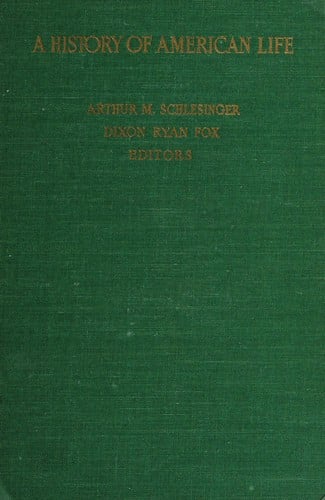 A HISTORY OF AMERICAN LIFE
ARTHUR M. SCHLESINGER
DIXON RYAN FOX
EDITORS